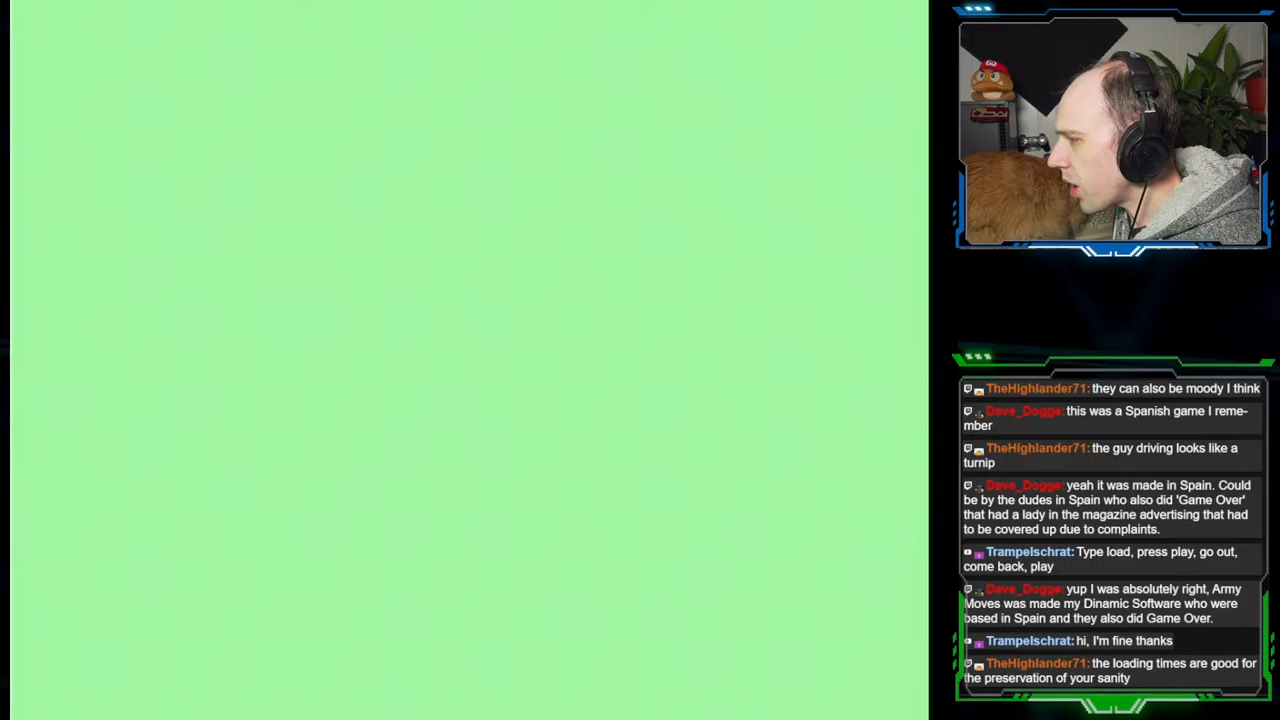 TheHighlander71: they can also be moody I think
Dave_Doggs: this was a Spanish game I reme-
mber
TheHighlander71: the guy driving looks like a
turnip
Dave_Doggs: yeah it was made in Spain. Could
be by the dudes in Spain who also did 'Game Over'
that had a lady in the magazine advertising that had
to be covered up due to complaints.
Trampelschrat: Type load, press play, go out,
come back, play
Dave_Doggs: yup I was absolutely right, Army
Moves was made my Dinamic Software who were
based in Spain and they also did Game Over.
Trampelschrat: hi, I'm fine thanks
TheHighlander71: the loading times are good for
the preservation of your sanity